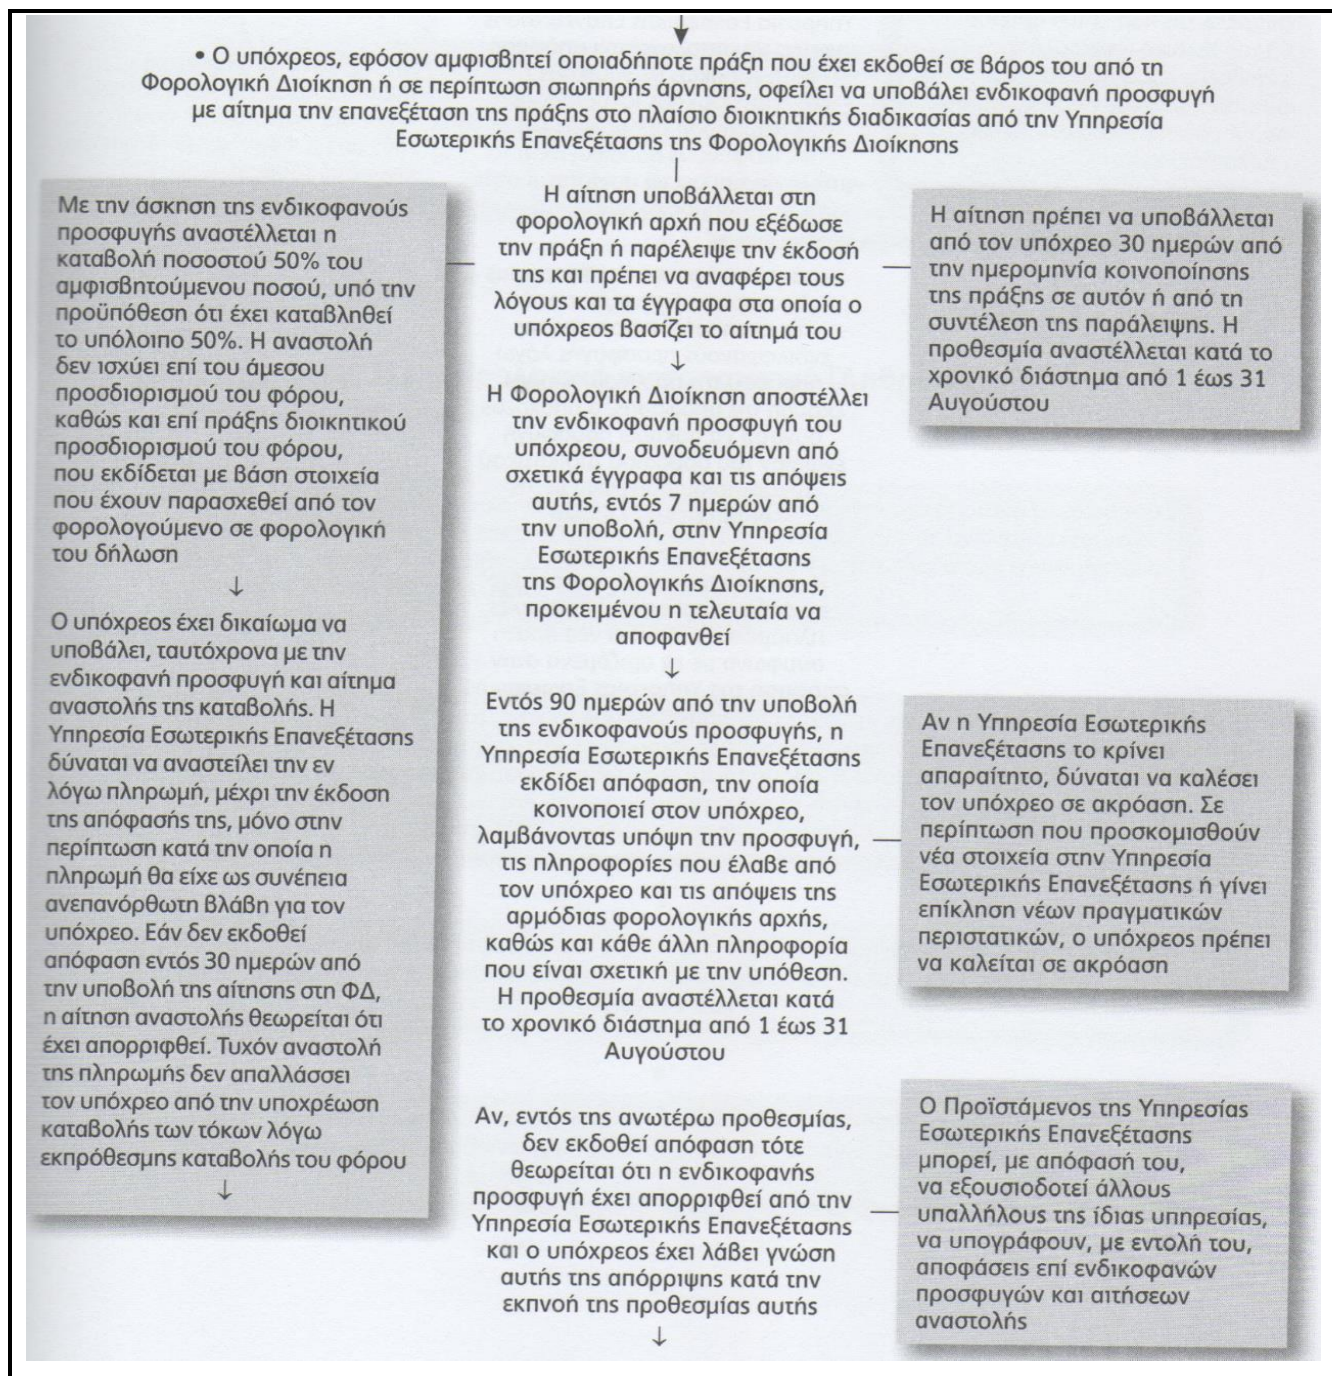 • Ο υπόχρεος, εφόσον αμφισβητεί οποιαδήποτε πράξη που έχει εκδοθεί σε βάρος του από τη
Φορολογική Διοίκηση ή σε περίπτωση σιωπηρής άρνησης, οφείλει να υποβάλει ενδικοφανή προσφυγή
με αίτημα την επανεξέταση της πράξης στο πλαίσιο διοικητικής διαδικασίας από την Υπηρεσία
Εσωτερικής Επανεξέτασης της Φορολογικής Διοίκησης
Με την άσκηση της ενδικοφανούς
προσφυγής αναστέλλεται η
καταβολή ποσοστού 50% του
αμφισβητούμενου ποσού, υπό την
προϋπόθεση ότι έχει καταβληθεί
το υπόλοιπο 50%. Η αναστολή
δεν ισχύει επί του άμεσου
προσδιορισμού του φόρου,
καθώς και επί πράξης διοικητικού
προσδιορισμού του φόρου,
που εκδίδεται με βάση στοιχεία
που έχουν παρασχεθεί από τον
φορολογούμενο σε φορολογική
του δήλωση
↓
Ο υπόχρεος έχει δικαίωμα να
υποβάλει, ταυτόχρονα με την
ενδικοφανή προσφυγή και αίτημα
αναστολής της καταβολής. Η
Υπηρεσία Εσωτερικής Επανεξέτασης
δύναται να αναστείλει την εν
λόγω πληρωμή, μέχρι την έκδοση
της απόφασής της, μόνο στην
περίπτωση κατά την οποία η
πληρωμή θα είχε ως συνέπεια
ανεπανόρθωτη βλάβη για τον
υπόχρεο. Εάν δεν εκδοθεί
απόφαση εντός 30 ημερών από
την υποβολή της αίτησης στη ΦΔ,
η αίτηση αναστολής θεωρείται ότι
έχει απορριφθεί. Τυχόν αναστολή
της πληρωμής δεν απαλλάσσει
τον υπόχρεο από την υποχρέωση
καταβολής των τόκων λόγω
εκπρόθεσμης καταβολής του φόρου
↓
Η αίτηση υποβάλλεται στη
φορολογική αρχή που εξέδωσε
την πράξη ή παρέλειψε την έκδοσή
της και πρέπει να αναφέρει τους
λόγους και τα έγγραφα στα οποία ο
υπόχρεος βασίζει το αίτημά του
↓
Η Φορολογική Διοίκηση αποστέλλει
την ενδικοφανή προσφυγή του
υπόχρεου, συνοδευόμενη από
σχετικά έγγραφα και τις απόψεις
αυτής, εντός 7 ημερών από
την υποβολή, στην Υπηρεσία
Εσωτερικής Επανεξέτασης
της Φορολογικής Διοίκησης,
προκειμένου η τελευταία να
αποφανθεί
↓
Εντός 90 ημερών από την υποβολή
της ενδικοφανούς προσφυγής, η
Υπηρεσία Εσωτερικής Επανεξέτασης
εκδίδει απόφαση, την οποία
κοινοποιεί στον υπόχρεο,
λαμβάνοντας υπόψη την προσφυγή,
τις πληροφορίες που έλαβε από
τον υπόχρεο και τις απόψεις της
αρμόδιας φορολογικής αρχής,
καθώς και κάθε άλλη πληροφορία
που είναι σχετική με την υπόθεση.
Η προθεσμία αναστέλλεται κατά
το χρονικό διάστημα από 1 έως 31
Αυγούστου
Αν, εντός της ανωτέρω προθεσμίας,
δεν εκδοθεί απόφαση τότε
θεωρείται ότι η ενδικοφανής
προσφυγή έχει απορριφθεί από την
Υπηρεσία Εσωτερικής Επανεξέτασης
και ο υπόχρεος έχει λάβει γνώση
αυτής της απόρριψης κατά την
εκπνοή της προθεσμίας αυτής
↓
Η αίτηση πρέπει να υποβάλλεται
από τον υπόχρεο 30 ημερών από
την ημερομηνία κοινοποίησης
της πράξης σε αυτόν ή από τη
συντέλεση της παράλειψης. Η
προθεσμία αναστέλλεται κατά το
χρονικό διάστημα από 1 έως 31
Αυγούστου
Αν η Υπηρεσία Εσωτερικής
Επανεξέτασης το κρίνει
απαραίτητο, δύναται να καλέσει
τον υπόχρεο σε ακρόαση. Σε
περίπτωση που προσκομισθούν
νέα στοιχεία στην Υπηρεσία
Εσωτερικής Επανεξέτασης ή γίνει
επίκληση νέων πραγματικών
περιστατικών, ο υπόχρεος πρέπει
να καλείται σε ακρόαση
Ο Προϊστάμενος της Υπηρεσίας
Εσωτερικής Επανεξέτασης
μπορεί, με απόφασή του,
να εξουσιοδοτεί άλλους
υπαλλήλους της ίδιας υπηρεσίας,
να υπογράφουν, με εντολή του,
αποφάσεις επί ενδικοφανών
προσφυγών και αιτήσεων
αναστολής